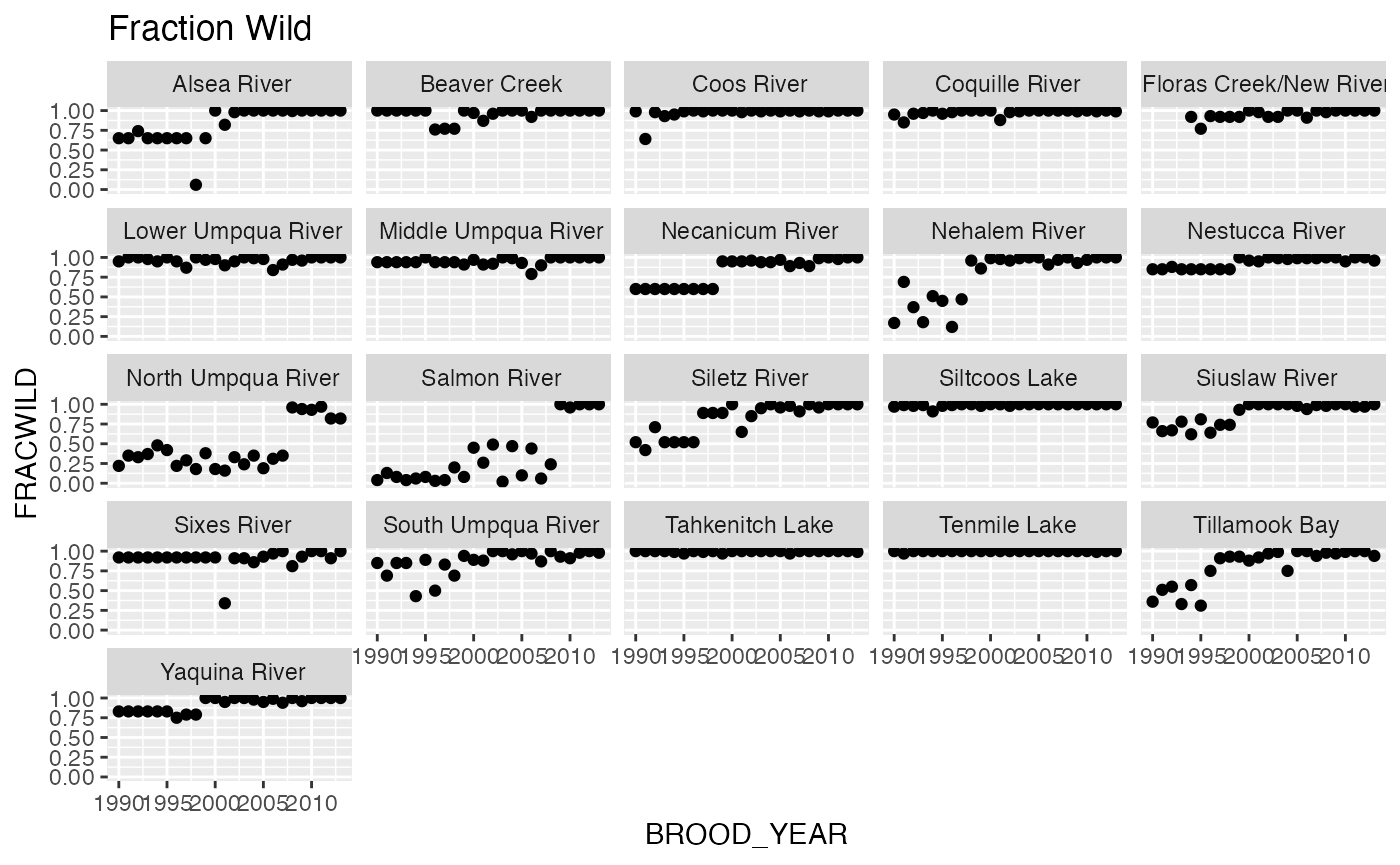 Fraction Wild
Alsea River Beaver Creek Coos River Coquille River Floras Creek/New River
1.00
0.75
0.50
0.25
0.00
Lower Umpqua River Middle Umpqua River Necanicum River Nehalem River Nestucca River
1.00
0.75
0.50
0.25
0.00
North Umpqua River Salmon River Siletz River Siltcoos Lake Siuslaw River
1.00
0.75
0.50
0.25
0.00
FRACWILD
Sixes River South Umpqua River Tahkenitch Lake Tenmile Lake Tillamook Bay
1.00
0.75
0.50
0.25
0.00
1990 1995 2000 2005 2010 1990 1995 2000 2005 2010 1990 1995 2000 2005 2010 1990 1995 2000 2005 2010
Yaquina River
1.00
0.75
0.50
0.25
0.00
1990 1995 2000 2005 2010
BROOD_YEAR